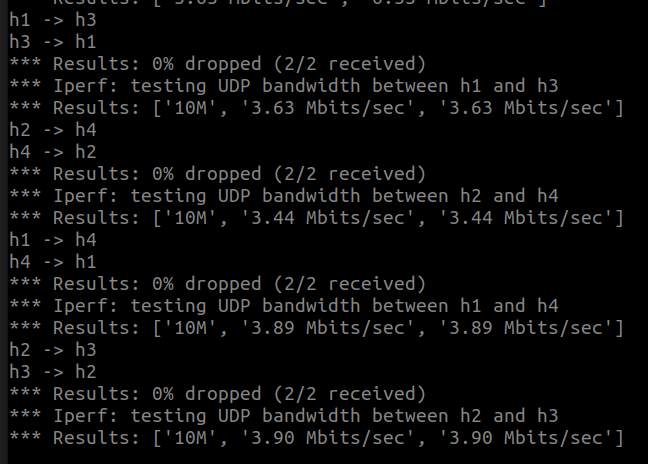 h1 -> h3
h3 -> h1
*** Results: 0% dropped (2/2 received)
*** Iperf: testing UDP bandwidth between h1 and h3
*** Results: ['10M', '3.63 Mbits/sec', '3.63 Mbits/sec']
h2 -> h4
h4 -> h2
*** Results: 0% dropped (2/2 received)
*** Iperf: testing UDP bandwidth between h2 and h4
*** Results: ['10M', '3.44 Mbits/sec', '3.44 Mbits/sec']
h1 -> h4
h4 -> h1
*** Results: 0% dropped (2/2 received)
*** Iperf: testing UDP bandwidth between h1 and h4
*** Results: ['10M', '3.89 Mbits/sec', '3.89 Mbits/sec']
h2 -> h3
h3 -> h2
*** Results: 0% dropped (2/2 received)
*** Iperf: testing UDP bandwidth between h2 and h3
*** Results: ['10M', '3.90 Mbits/sec', '3.90 Mbits/sec']